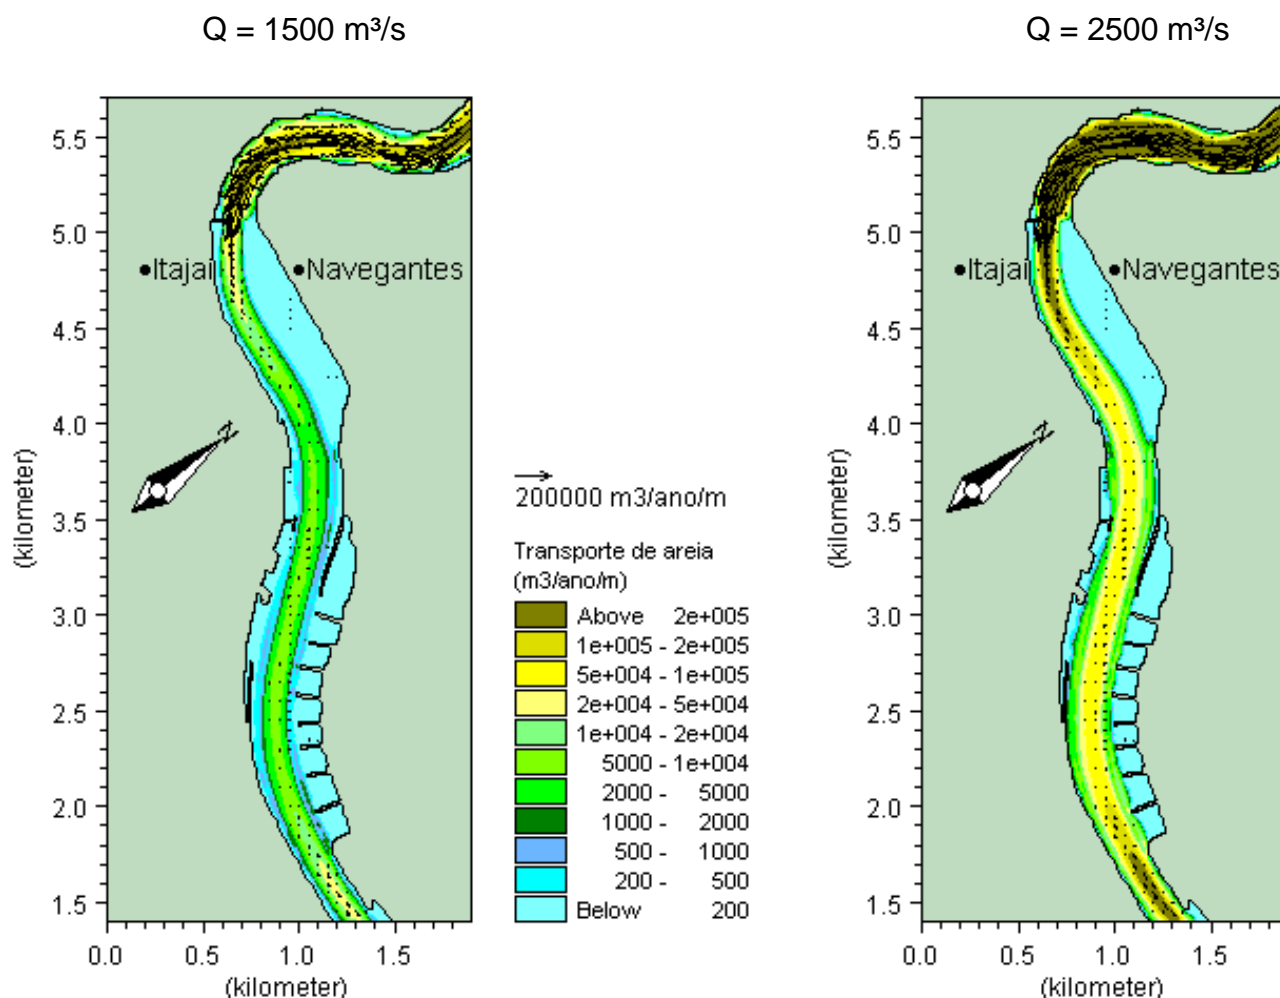 Q = 1500 m³/s
Q = 2500 m³/s
5.5
5.0
4.5
4.0
3.5
3.0
2.5
2.0
1.5
(kilometer)
Itajaí
Navegantes
N
0.0 0.5 1.0 1.5
(kilometer)
200000 m3/ano/m
Transporte de areia
(m3/ano/m)
Above 2e+005
1e+005 - 2e+005
5e+004 - 1e+005
2e+004 - 5e+004
1e+004 - 2e+004
5000 - 1e+004
2000 - 5000
1000 - 2000
500 - 1000
200 - 500
Below 200
5.5
5.0
4.5
4.0
3.5
3.0
2.5
2.0
1.5
(kilometer)
Itajaí
Navegantes
N
0.0 0.5 1.0 1.5
(kilometer)